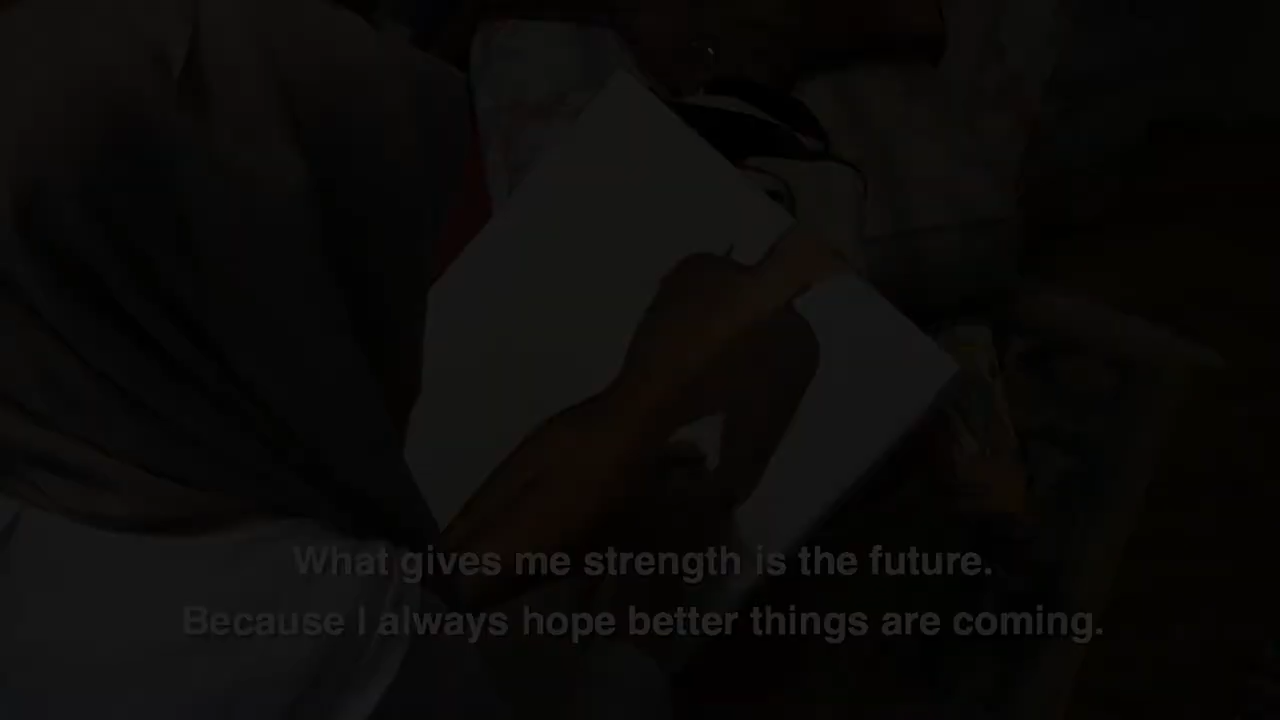 What gives me strength is the future.
Because I always hope better things are coming.